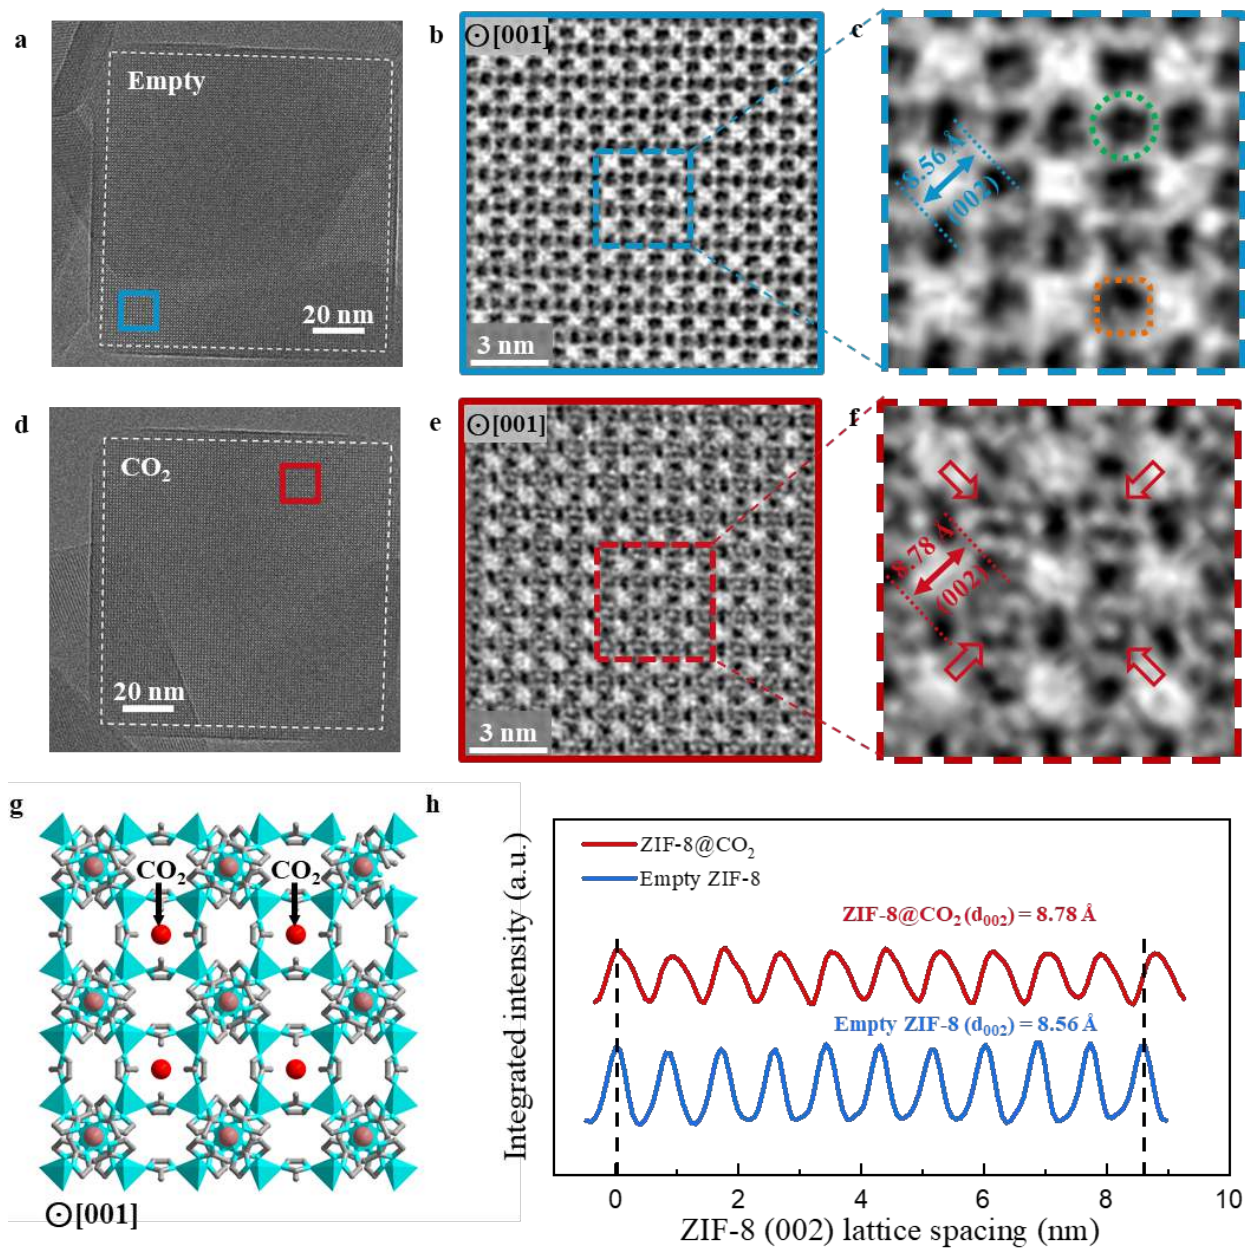 a
Empty
20 nm
b
⊙[001]
3 nm
c
8.56 Å
(002)
d
CO₂
20 nm
e
⊙[001]
3 nm
f
8.78 Å
(002)
g
CO₂ CO₂
⊙[001]
h
Integrated intensity (a.u.)
ZIF-8@CO₂
Empty ZIF-8
ZIF-8@CO₂ (d₀₀₂) = 8.78 Å
Empty ZIF-8 (d₀₀₂) = 8.56 Å
0 2 4 6 8 10
ZIF-8 (002) lattice spacing (nm)